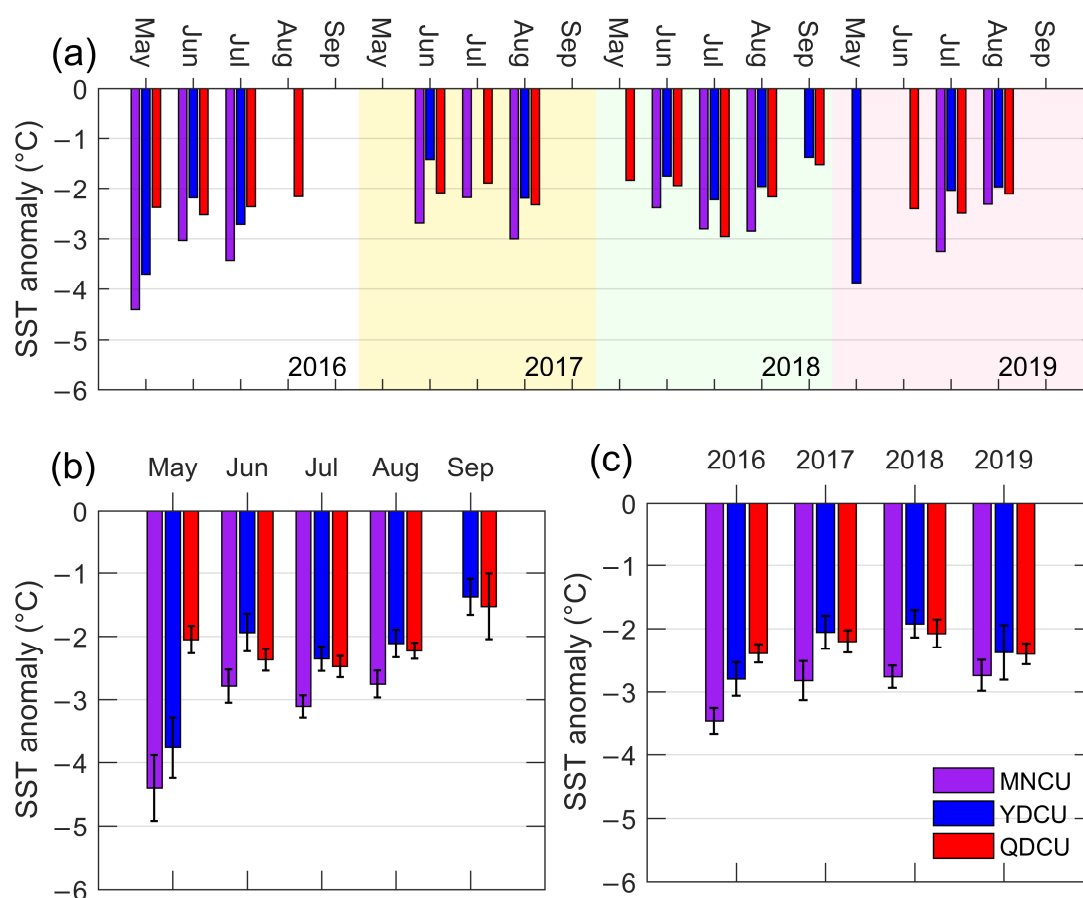 (a)
May Jun Jul Aug Sep May Jun Jul Aug Sep May Jun Jul Aug Sep May Jun Jul Aug Sep
SST anomaly (°C)
0
−1
−2
−3
−4
−5
−6
2016 2017 2018 2019
(b)
May Jun Jul Aug Sep
SST anomaly (°C)
0
−1
−2
−3
−4
−5
−6
(c)
2016 2017 2018 2019
SST anomaly (°C)
0
−1
−2
−3
−4
−5
−6
MNCU
YDCU
QDCU